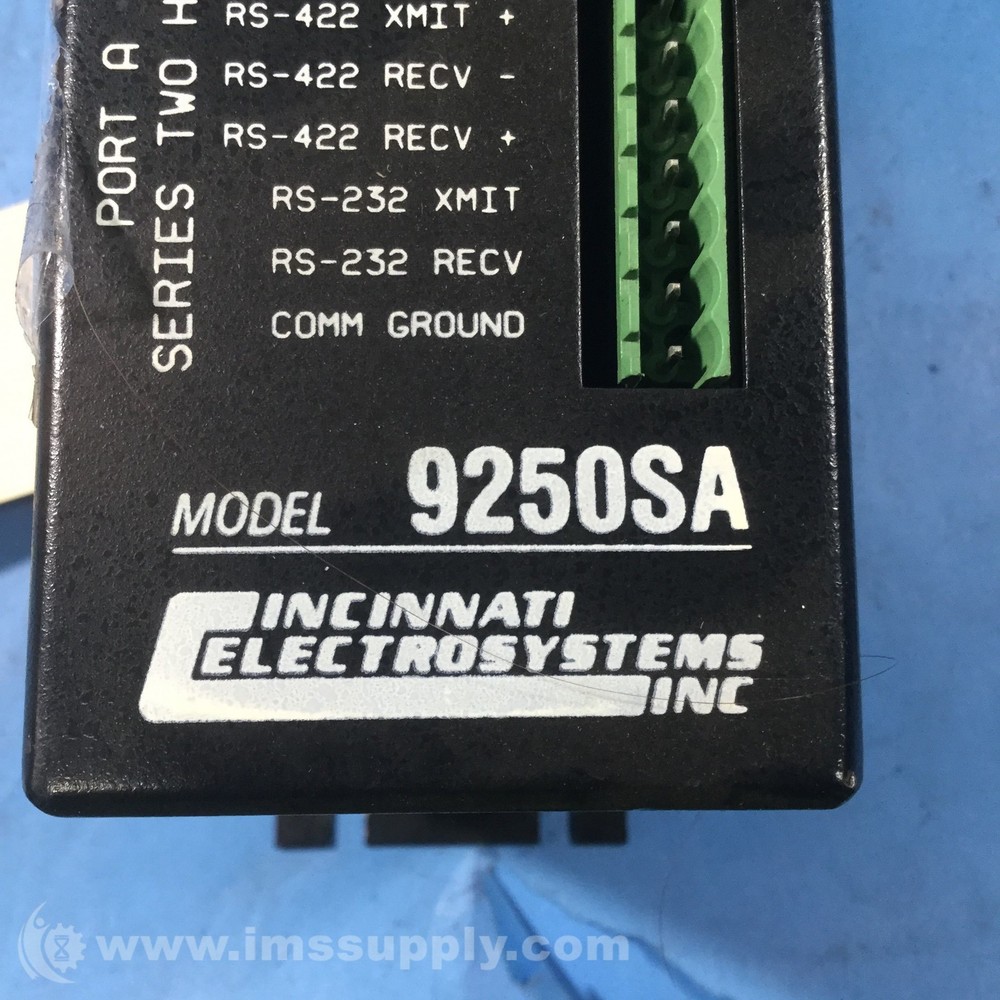 RS-422 XMIT +
RS-422 RECV -
RS-422 RECV +
RS-232 XMIT
RS-232 RECV
COMM GROUND
PORT A
SERIES TWO H
MODEL 9250SA
CINCINNATI
ELECTROSYSTEMS
INC
www.imssupply.com